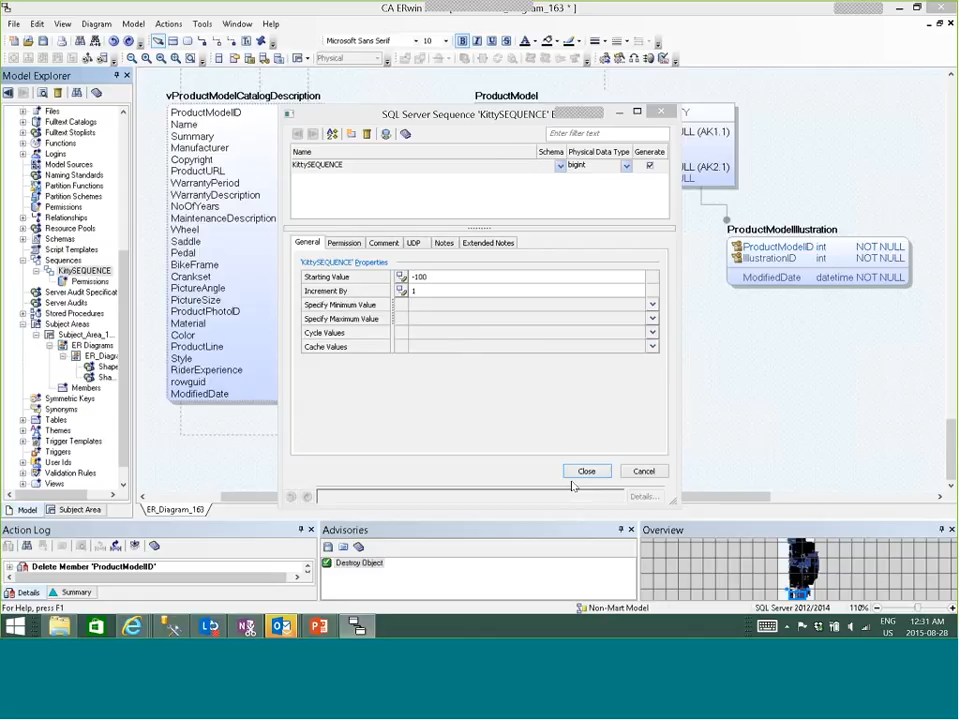 CA ERwin
_Diagram_163 * ]
File Edit View Diagram Model Actions Tools Window Help
Microsoft Sans Serif 10 B I U S A
Physical
Model Explorer
Files
Fulltext Catalogs
Fulltext Stoplists
Functions
Logins
Model Sources
Naming Standards
Partition Functions
Partition Schemes
Permissions
Relationships
Resource Pools
Schemas
Script Templates
Sequences
KittySEQUENCE
Permissions
Server Audit Specificat
Server Audits
Stored Procedures
Subject Areas
Subject_Area_1...
ER Diagrams
ER_Diagr
Shape
Sha...
Members
Symmetric Keys
Synonyms
Tables
Themes
Trigger Templates
Triggers
User Ids
Validation Rules
Views
Model Subject Area
vProductModelCatalogDescription
ProductModelID
Name
Summary
Manufacturer
Copyright
ProductURL
WarrantyPeriod
WarrantyDescription
NoOfYears
MaintenanceDescription
Wheel
Saddle
Pedal
BikeFrame
Crankset
PictureAngle
PictureSize
ProductPhotoID
Material
Color
ProductLine
Style
RiderExperience
rowguid
ModifiedDate
ProductModel
SQL Server Sequence 'KittySEQUENCE' E
Enter filter text
Name Schema Physical Data Type Generate
KittySEQUENCE bigint
General Permission Comment UDP Notes Extended Notes
'KittySEQUENCE' Properties
Starting Value -100
Increment By 1
Specify Minimum Value
Specify Maximum Value
Cycle Values
Cache Values
Close Cancel
Details...
Y
LL (AK1.1)
LL (AK2.1)
LL
ProductModelIllustration
ProductModelID int NOT NULL
IllustrationID int NOT NULL
ModifiedDate datetime NOT NULL
ER_Diagram_163
Action Log
Delete Member 'ProductModelID'
Details Summary
Advisories
Destroy Object
Overview
For Help, press F1
Non-Mart Model
SQL Server 2012/2014 110%
ENG
US
12:31 AM
2015-08-28